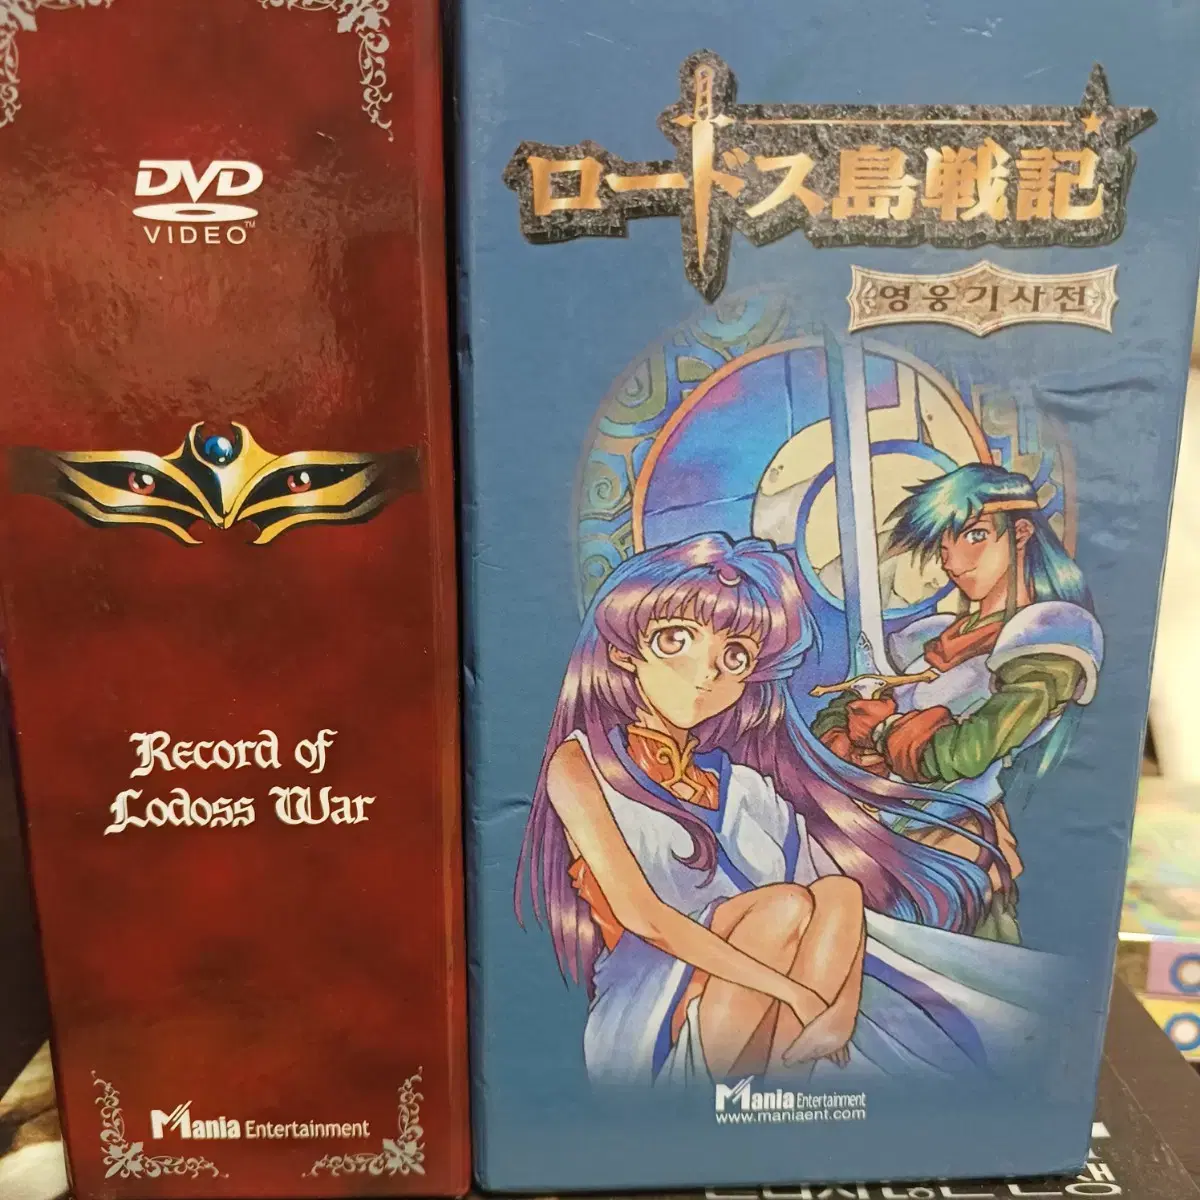 DVD
VIDEO™
Record of
Lodoss War
Mania Entertainment
ロードス島戦記
영웅기사전
Mania Entertainment
www.maniaent.com